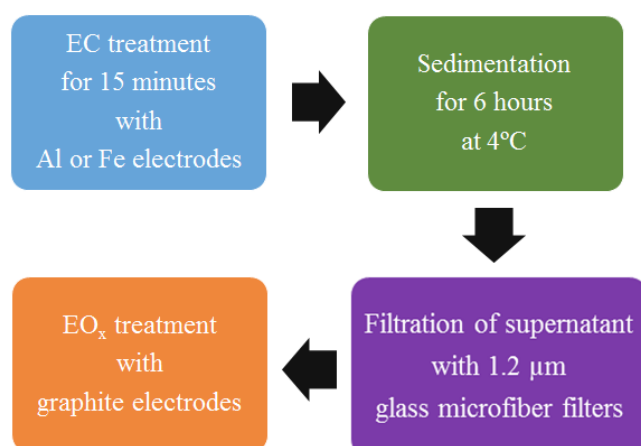 EC treatment
for 15 minutes
with
Al or Fe electrodes
Sedimentation
for 6 hours
at 4ºC
Filtration of supernatant
with 1.2 µm
glass microfiber filters
EOₓ treatment
with
graphite electrodes